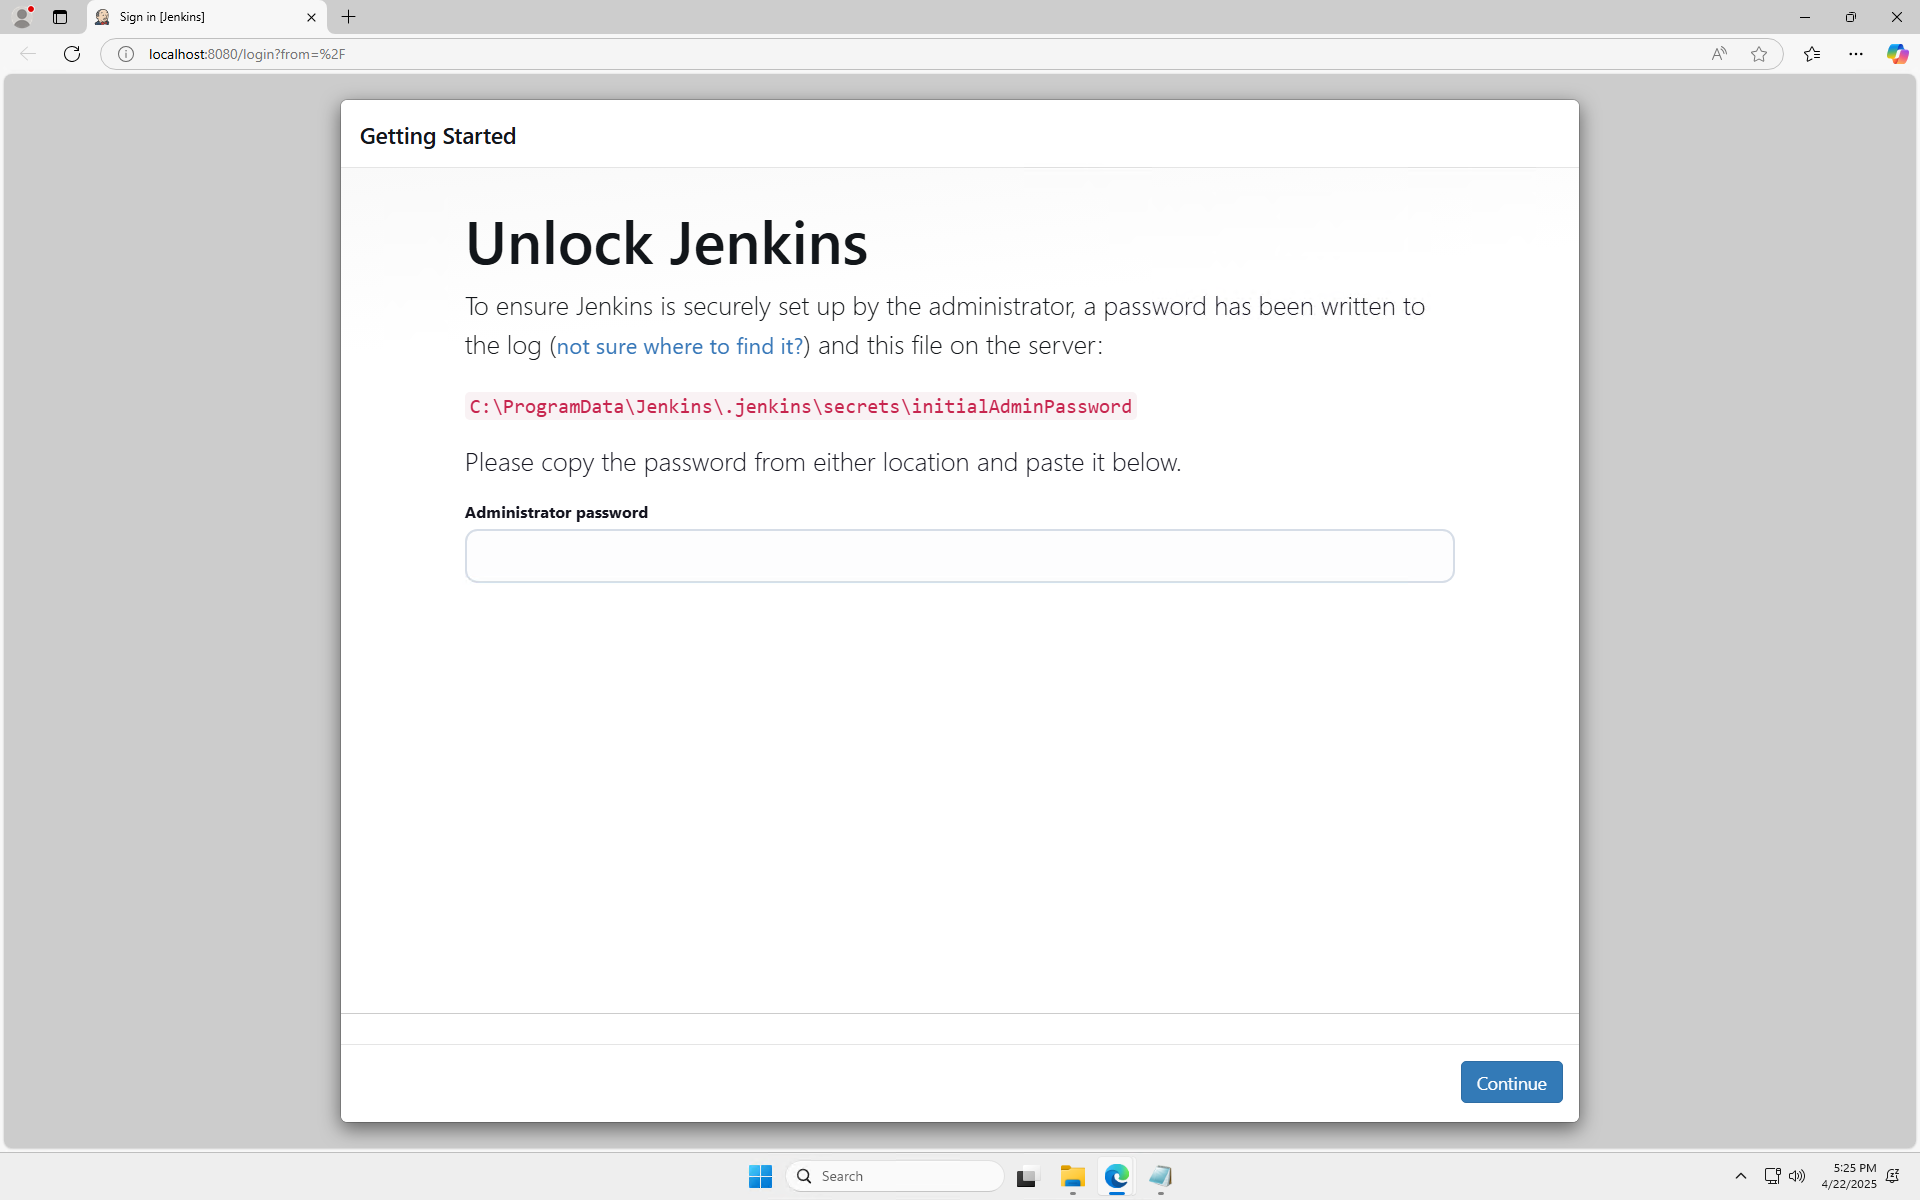 Sign in [Jenkins]
localhost:8080/login?from=%2F
Getting Started
Unlock Jenkins
To ensure Jenkins is securely set up by the administrator, a password has been written to
the log (not sure where to find it?) and this file on the server:
C:\ProgramData\Jenkins\.jenkins\secrets\initialAdminPassword
Please copy the password from either location and paste it below.
Administrator password
Continue
Search
5:25 PM
4/22/2025